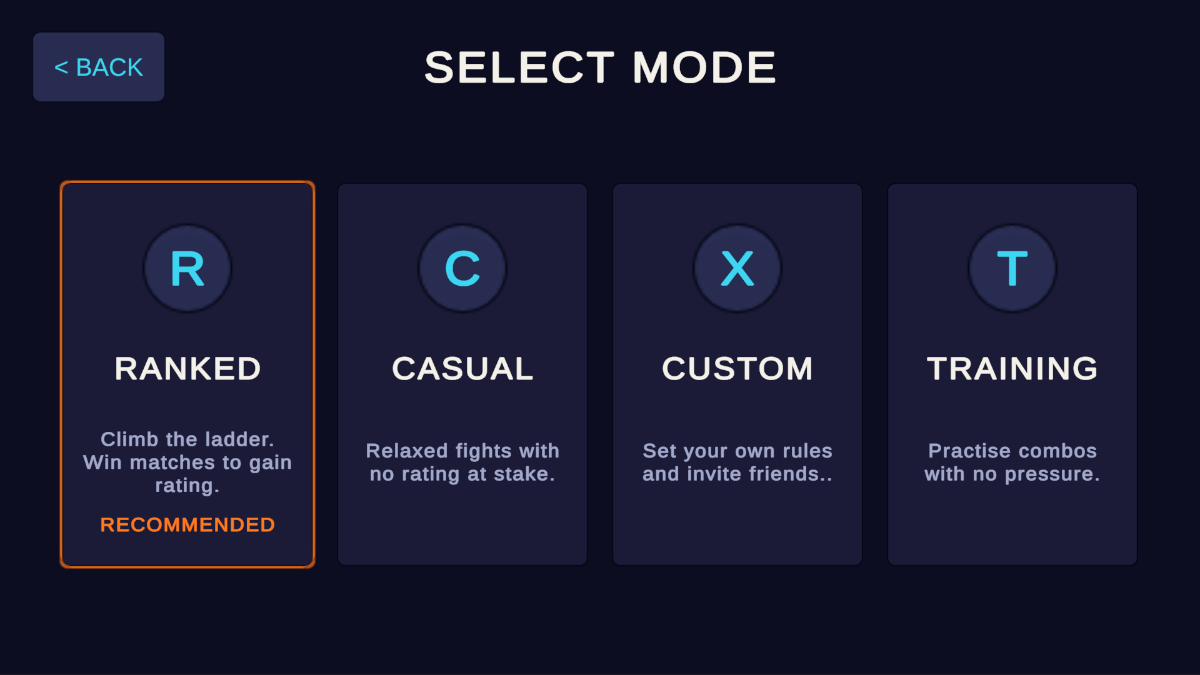 < BACK
SELECT MODE
R
RANKED
Climb the ladder.
Win matches to gain
rating.
RECOMMENDED
C
CASUAL
Relaxed fights with
no rating at stake.
X
CUSTOM
Set your own rules
and invite friends..
T
TRAINING
Practise combos
with no pressure.